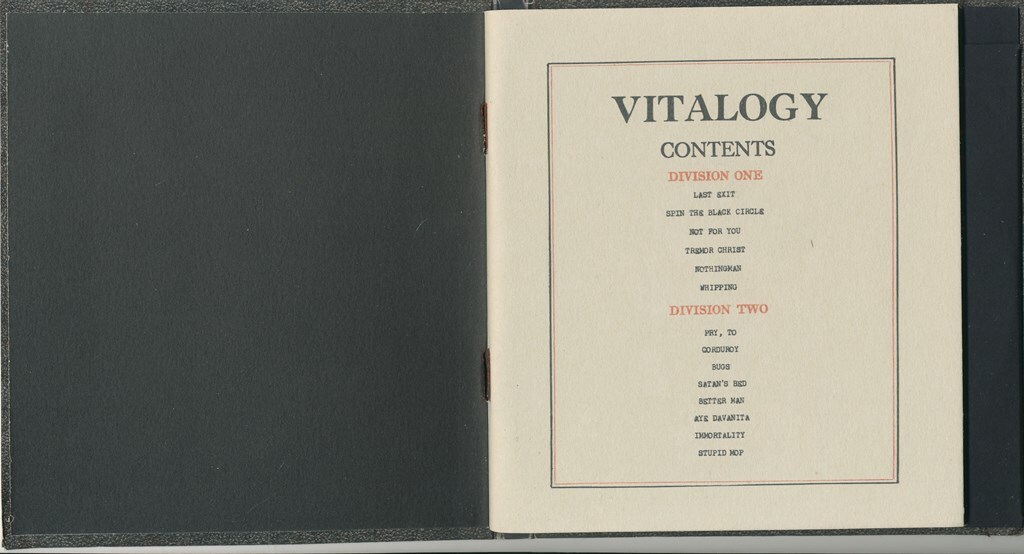 VITALOGY
CONTENTS
DIVISION ONE
LAST EXIT
SPIN THE BLACK CIRCLE
NOT FOR YOU
TREMOR CHRIST
NOTHINGMAN
WHIPPING
DIVISION TWO
PRY, TO
CORDUROY
BUGS
SATAN'S BED
BETTER MAN
AYE DAVANITA
IMMORTALITY
STUPID MOP